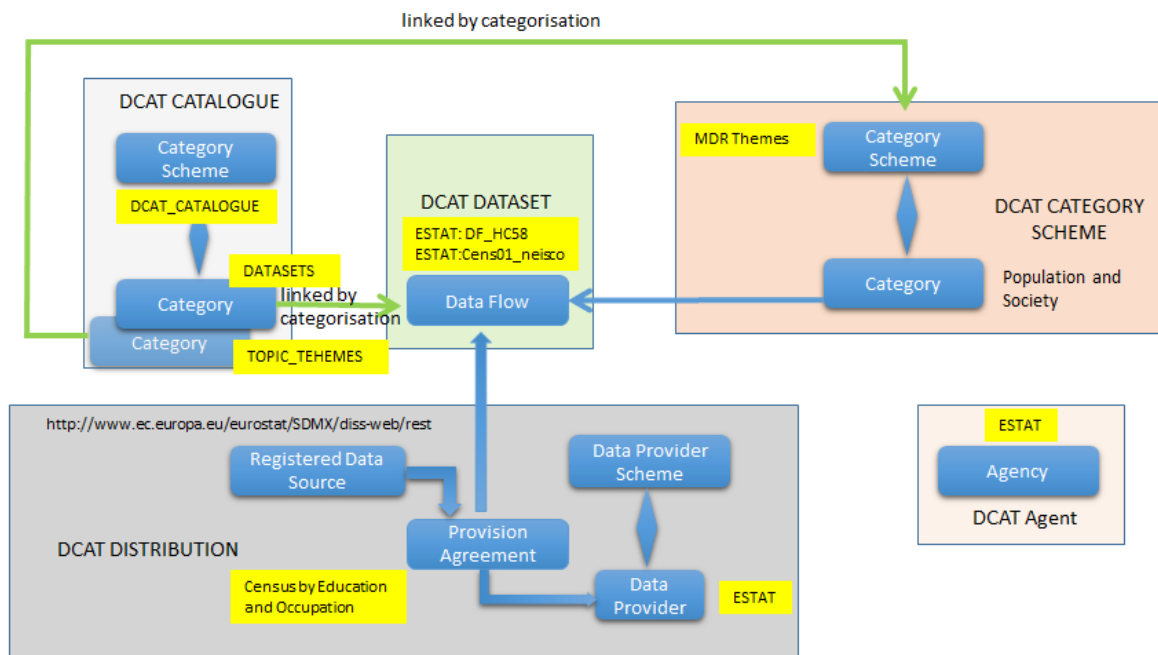 linked by categorisation
DCAT CATALOGUE
Category
Scheme
DCAT_CATALOGUE
DATASETS
Category
linked by
categorisation
Category
TOPIC_TEHEMES
DCAT DATASET
ESTAT: DF_HC58
ESTAT:Cens01_neisco
Data Flow
MDR Themes
Category
Scheme
DCAT CATEGORY
SCHEME
Category
Population and
Society
http://www.ec.europa.eu/eurostat/SDMX/diss-web/rest
Registered Data
Source
Data Provider
Scheme
DCAT DISTRIBUTION
Provision
Agreement
Census by Education
and Occupation
Data
Provider
ESTAT
ESTAT
Agency
DCAT Agent